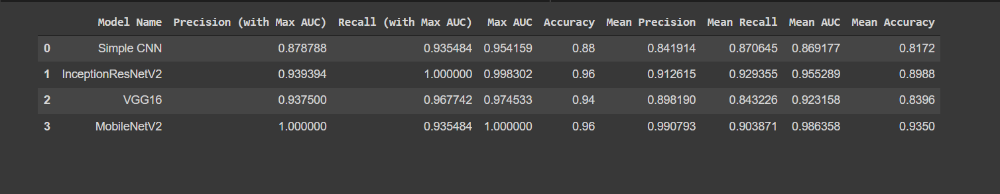 Model Name Precision (with Max AUC) Recall (with Max AUC) Max AUC Accuracy Mean Precision Mean Recall Mean AUC Mean Accuracy
0 Simple CNN 0.878788 0.935484 0.954159 0.88 0.841914 0.870645 0.869177 0.8172
1 InceptionResNetV2 0.939394 1.000000 0.998302 0.96 0.912615 0.929355 0.955289 0.8988
2 VGG16 0.937500 0.967742 0.974533 0.94 0.898190 0.843226 0.923158 0.8396
3 MobileNetV2 1.000000 0.935484 1.000000 0.96 0.990793 0.903871 0.986358 0.9350